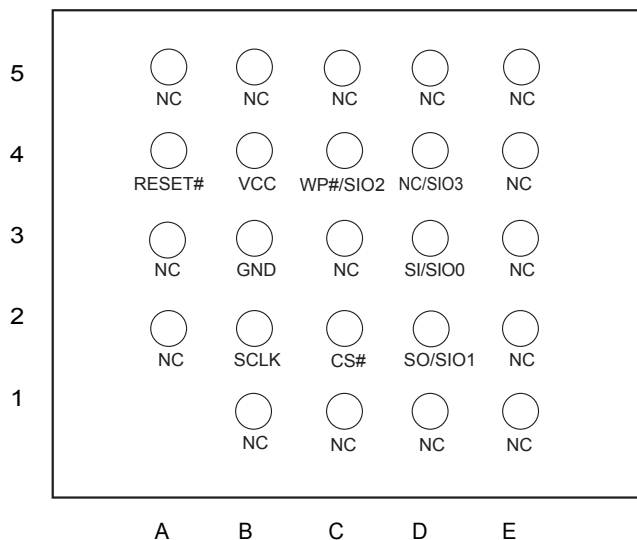 5
NC NC NC NC NC
4
RESET# VCC WP#/SIO2 NC/SIO3 NC
3
NC GND NC SI/SIO0 NC
2
NC SCLK CS# SO/SIO1 NC
1
NC NC NC NC
A B C D E